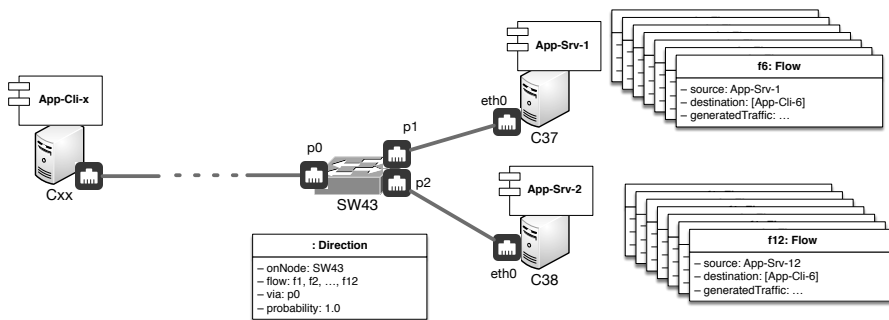 App-Cli-x
Cxx
p0
p1
p2
SW43
eth0
App-Srv-1
C37
App-Srv-2
eth0
C38
f6: Flow
– source: App-Srv-1
– destination: [App-Cli-6]
– generatedTraffic: …
f12: Flow
– source: App-Srv-12
– destination: [App-Cli-6]
– generatedTraffic: …
: Direction
– onNode: SW43
– flow: f1, f2, …, f12
– via: p0
– probability: 1.0